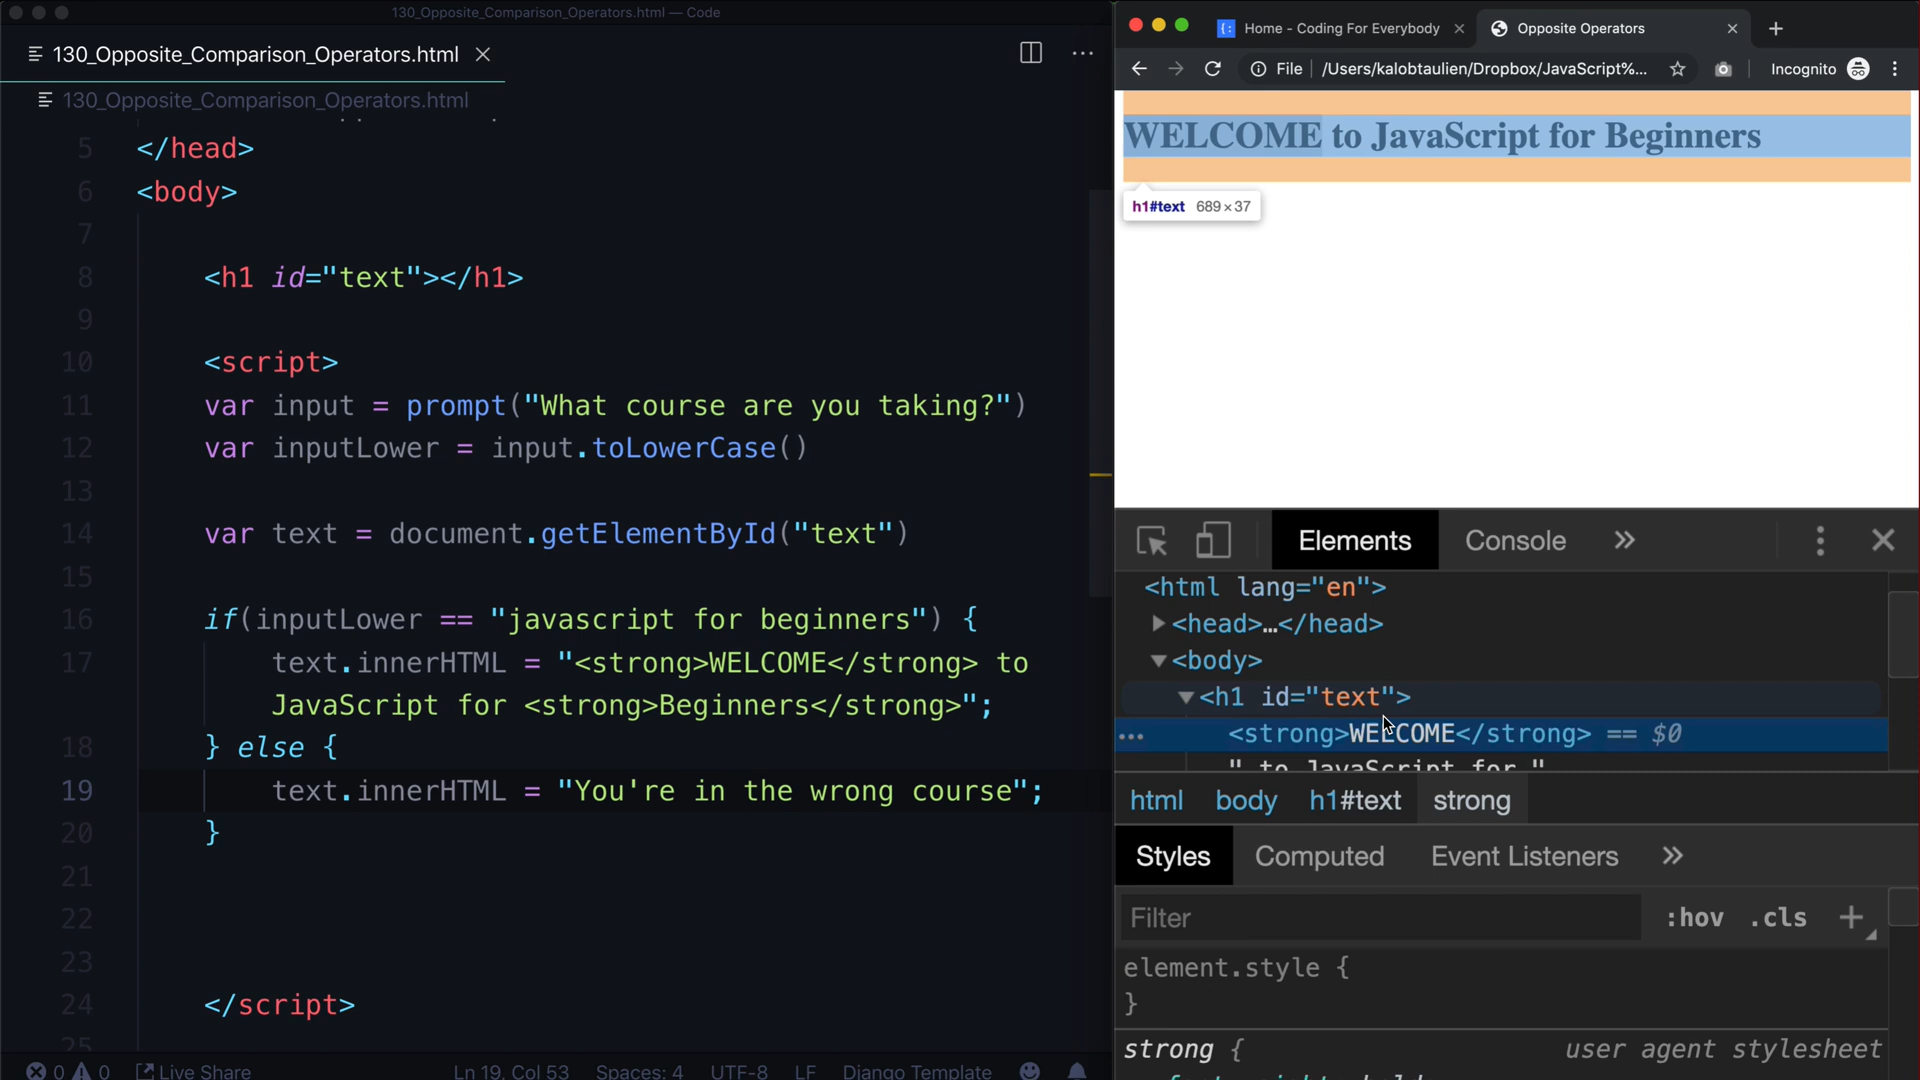 130_Opposite_Comparison_Operators.html — Code
130_Opposite_Comparison_Operators.html
130_Opposite_Comparison_Operators.html
5 </head>
6 <body>
7
8 <h1 id="text"></h1>
9
10 <script>
11 var input = prompt("What course are you taking?")
12 var inputLower = input.toLowerCase()
13
14 var text = document.getElementById("text")
15
16 if(inputLower == "javascript for beginners") {
17 text.innerHTML = "<strong>WELCOME</strong> to
JavaScript for <strong>Beginners</strong>";
18 } else {
19 text.innerHTML = "You're in the wrong course";
20 }
21
22
23
24 </script>
25
0 0 Live Share Ln 19, Col 53 Spaces: 4 UTF-8 LF Django Template
Home - Coding For Everybody Opposite Operators
File /Users/kalobtaulien/Dropbox/JavaScript%... Incognito
WELCOME to JavaScript for Beginners
h1#text 689 × 37
Elements Console
<html lang="en">
<head>…</head>
<body>
<h1 id="text">
<strong>WELCOME</strong> == $0
" to JavaScript for "
html body h1#text strong
Styles Computed Event Listeners
Filter :hov .cls +
element.style {
}
strong { user agent stylesheet